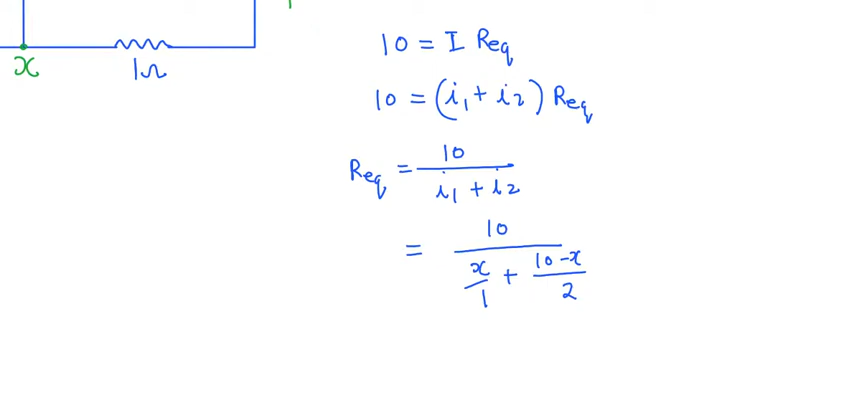 x
1Ω
10 = I Req
10 = (i1 + i2) Req
Req = 10 / (i1 + i2)
= 10 / (x/1 + (10-x)/2)